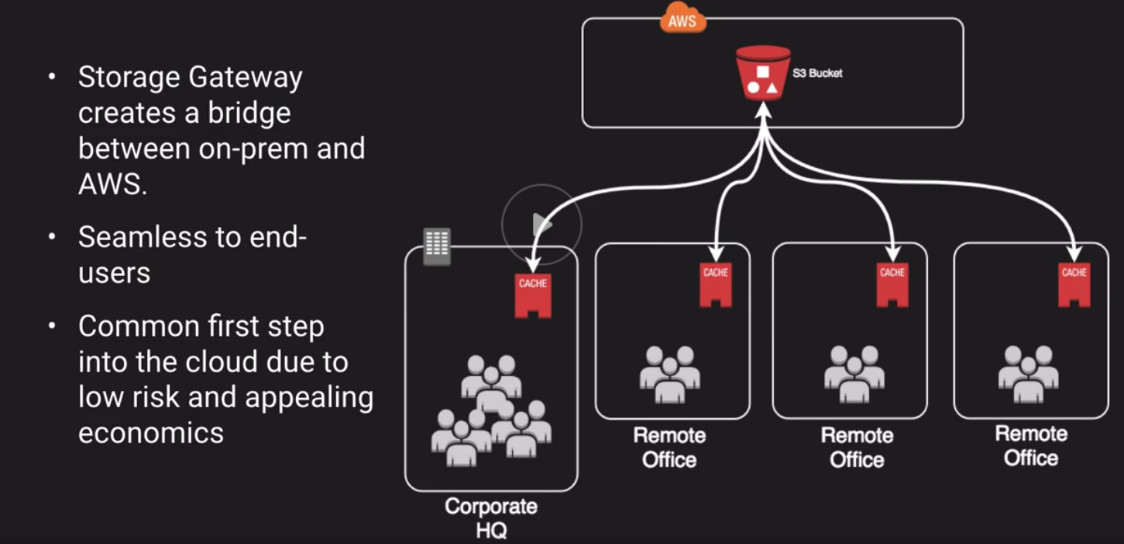 • Storage Gateway
creates a bridge
between on-prem and
AWS.
• Seamless to end-
users
• Common first step
into the cloud due to
low risk and appealing
economics
AWS
S3 Bucket
CACHE
CACHE
CACHE
CACHE
Corporate
HQ
Remote
Office
Remote
Office
Remote
Office